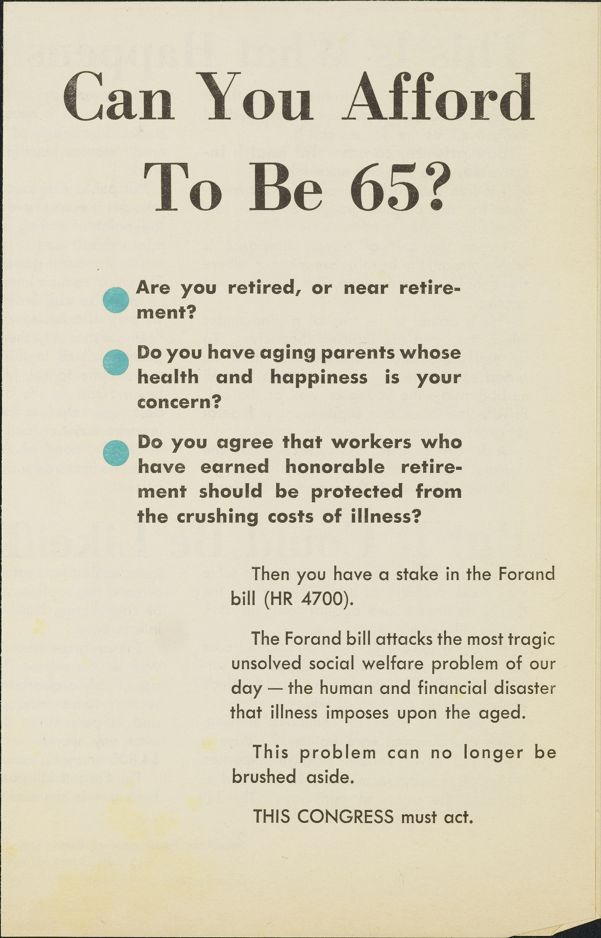 Can You Afford
To Be 65?
Are you retired, or near retire-
ment?
Do you have aging parents whose
health and happiness is your
concern?
Do you agree that workers who
have earned honorable retire-
ment should be protected from
the crushing costs of illness?
Then you have a stake in the Forand
bill (HR 4700).
The Forand bill attacks the most tragic
unsolved social welfare problem of our
day — the human and financial disaster
that illness imposes upon the aged.
This problem can no longer be
brushed aside.
THIS CONGRESS must act.